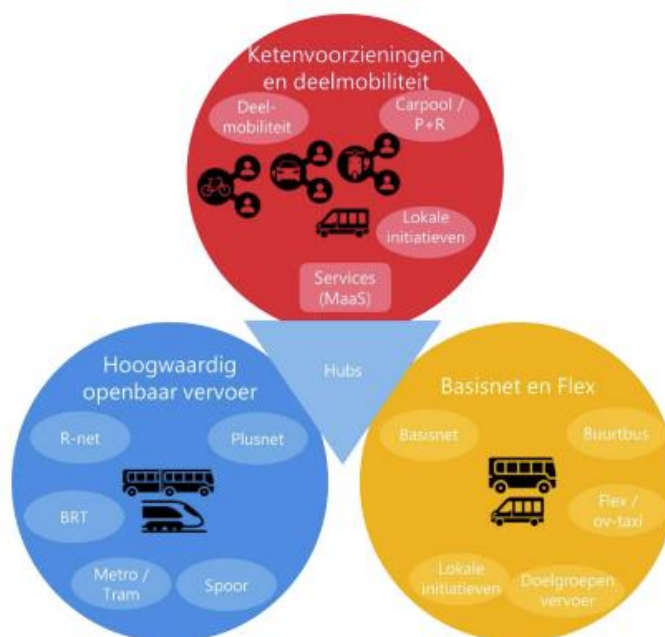 Ketenvoorzieningen
en deelmobiliteit
Deel-
mobiliteit
Carpool /
P+R
Lokale
initiatieven
Services
(MaaS)
Hubs
Hoogwaardig
openbaar vervoer
R-net
Plusnet
BRT
Metro /
Tram
Spoor
Basisnet en Flex
Basisnet
Buurtbus
Flex /
ov-taxi
Lokale
initiatieven
Doelgroepen
vervoer